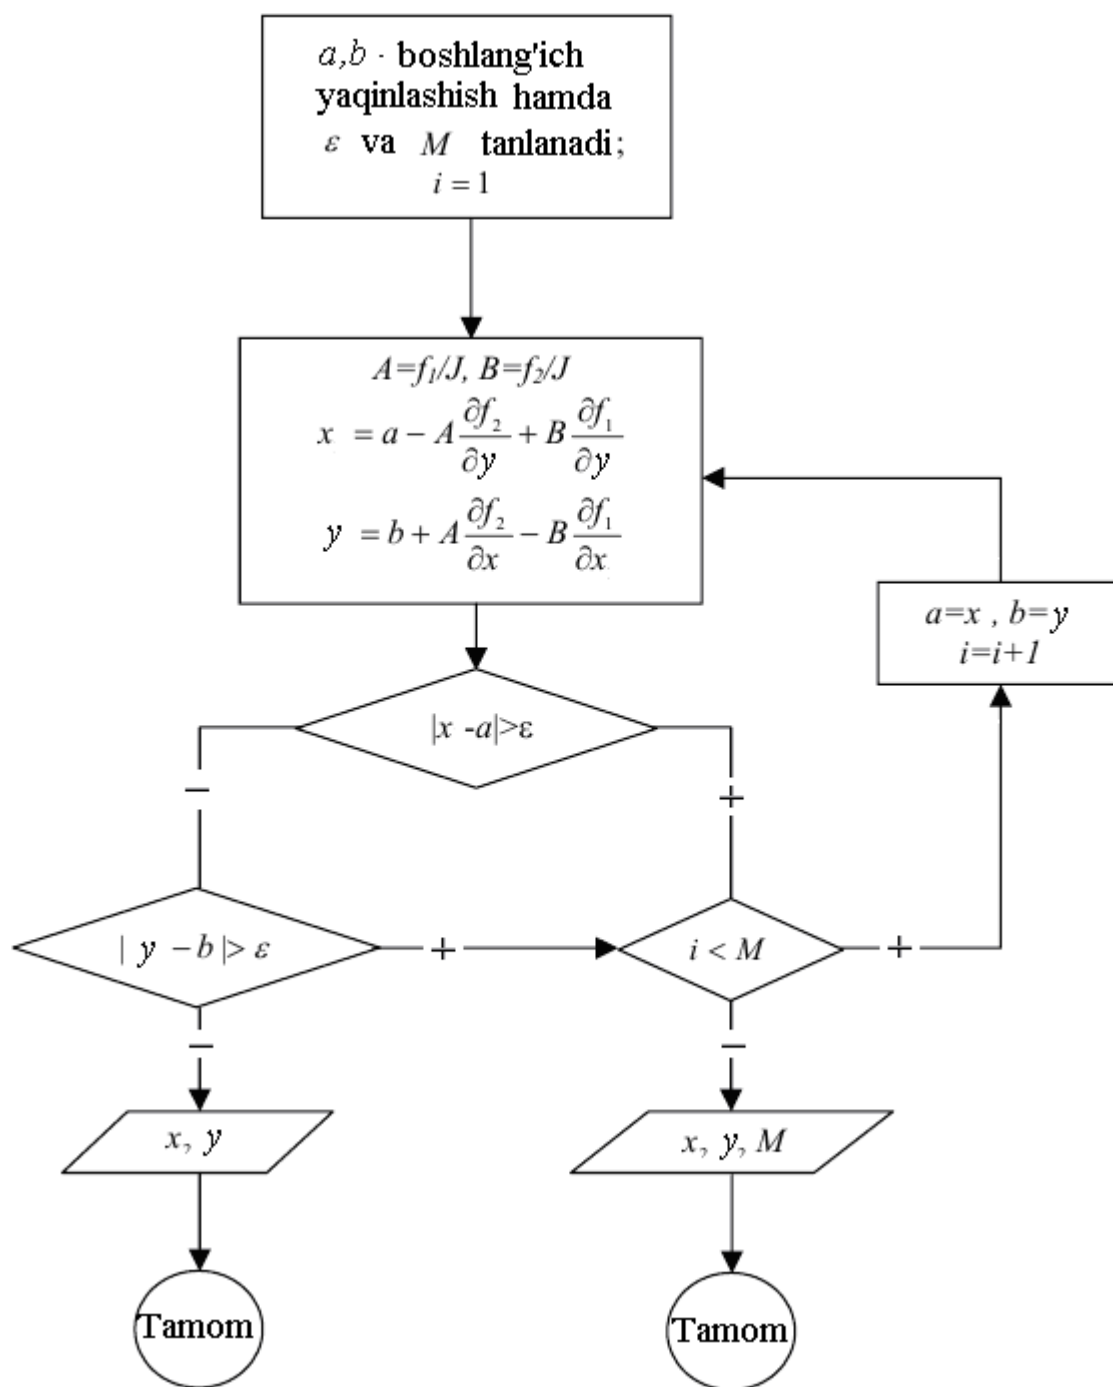 a,b - boshlang'ich
yaqinlashish hamda
ε va M tanlanadi;
i = 1
A=f₁/J, B=f₂/J
x = a − A ∂f₂/∂y + B ∂f₁/∂y
y = b + A ∂f₂/∂x − B ∂f₁/∂x
a=x , b=y
i=i+1
|x -a|>ε
−
+
| y − b |> ε
+
i < M
+
−
−
x, y
x, y, M
Tamom
Tamom